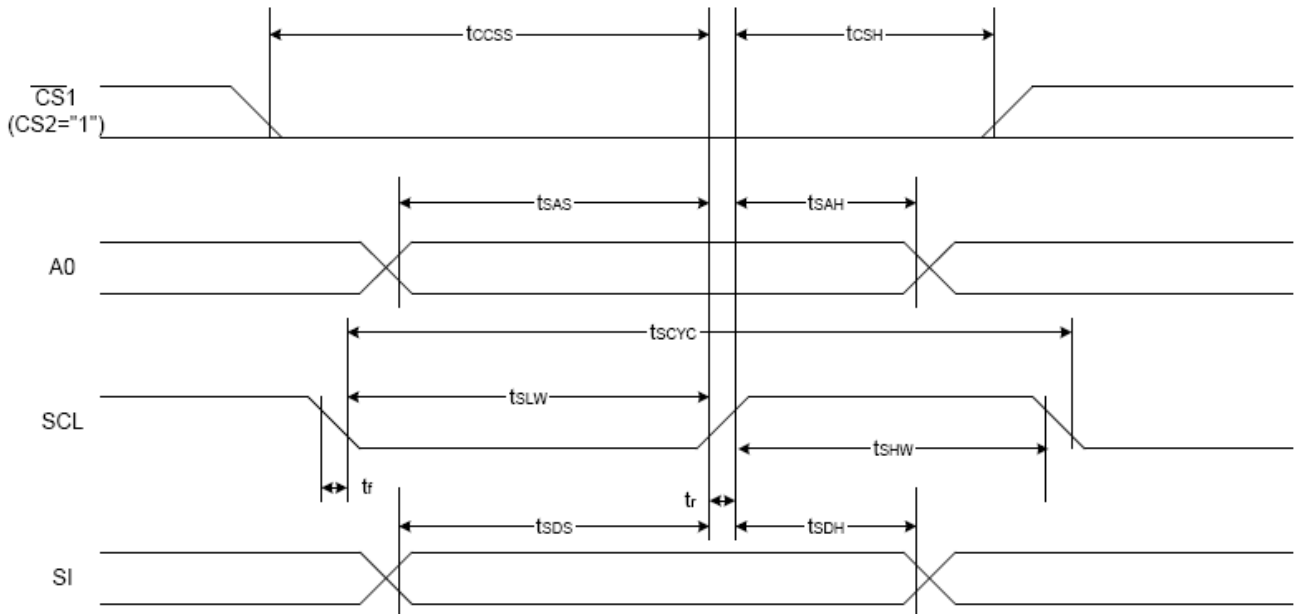 tCCSS
tCSH
CS1
(CS2="1")
tSAS
tSAH
A0
tSCYC
tSLW
SCL
tSHW
tf
tr
tSDS
tSDH
SI